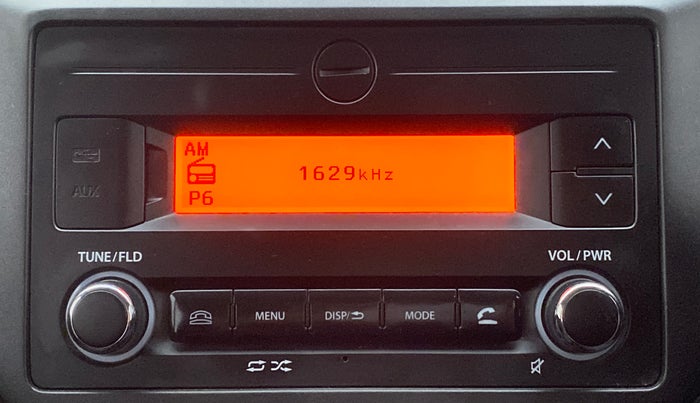 AM
1629kHz
P6
AUX
TUNE/FLD
VOL/PWR
MENU
DISP/
MODE